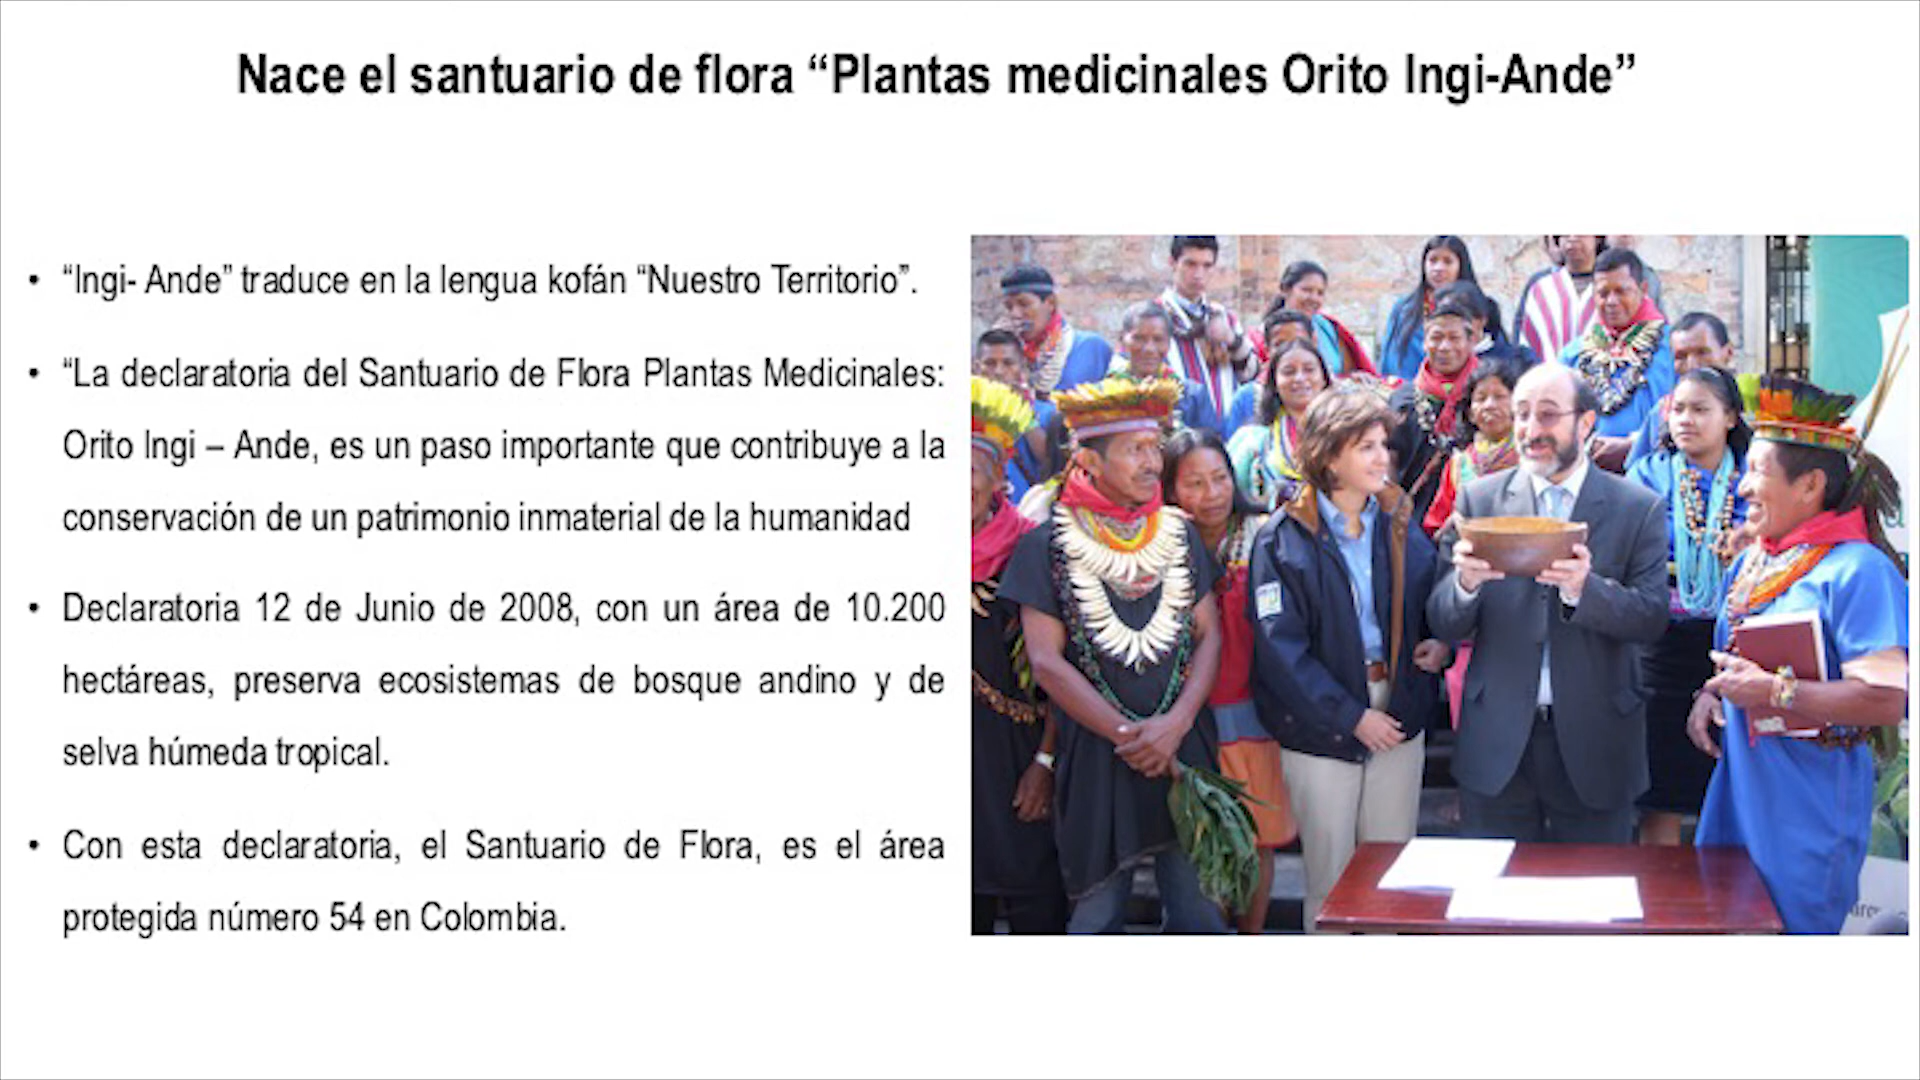 Nace el santuario de flora “Plantas medicinales Orito Ingi-Ande”
• “Ingi- Ande” traduce en la lengua kofán “Nuestro Territorio”.
• “La declaratoria del Santuario de Flora Plantas Medicinales:
Orito Ingi – Ande, es un paso importante que contribuye a la
conservación de un patrimonio inmaterial de la humanidad
• Declaratoria 12 de Junio de 2008, con un área de 10.200
hectáreas, preserva ecosistemas de bosque andino y de
selva húmeda tropical.
• Con esta declaratoria, el Santuario de Flora, es el área
protegida número 54 en Colombia.